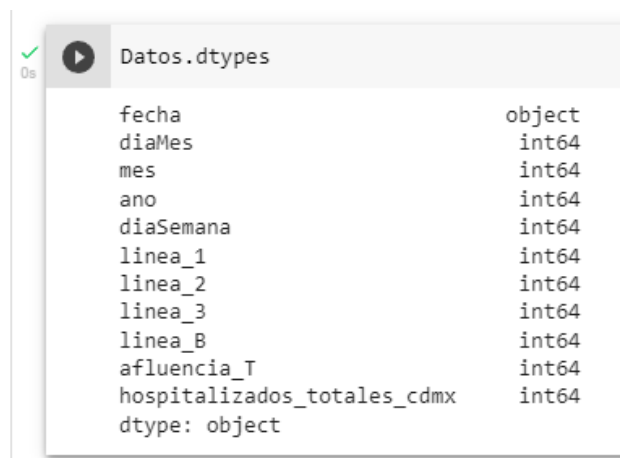 0s
Datos.dtypes
fecha object
diaMes int64
mes int64
ano int64
diaSemana int64
linea_1 int64
linea_2 int64
linea_3 int64
linea_B int64
afluencia_T int64
hospitalizados_totales_cdmx int64
dtype: object